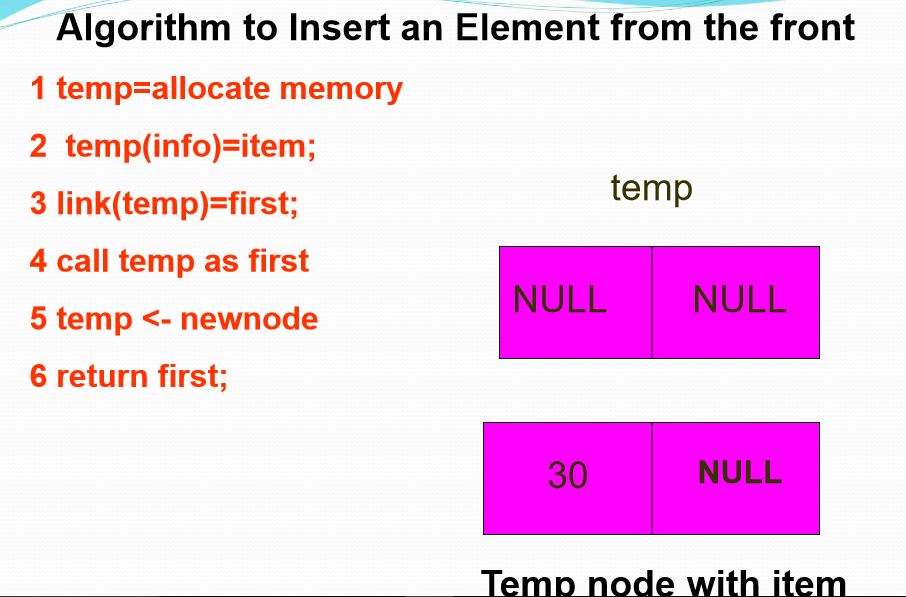 Algorithm to Insert an Element from the front
1 temp=allocate memory
2 temp(info)=item;
3 link(temp)=first;
4 call temp as first
5 temp <- newnode
6 return first;
temp
NULL NULL
30 NULL
Temp node with item